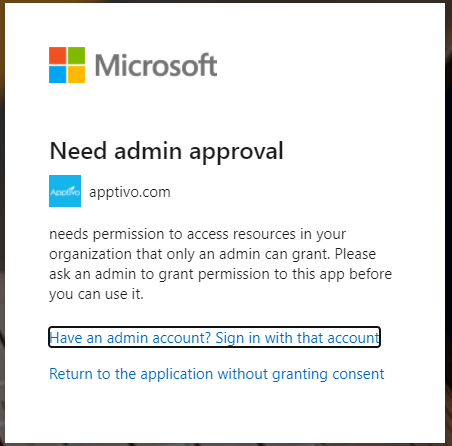 Microsoft
Need admin approval
Apptivo
apptivo.com
needs permission to access resources in your
organization that only an admin can grant. Please
ask an admin to grant permission to this app before
you can use it.
Have an admin account? Sign in with that account
Return to the application without granting consent